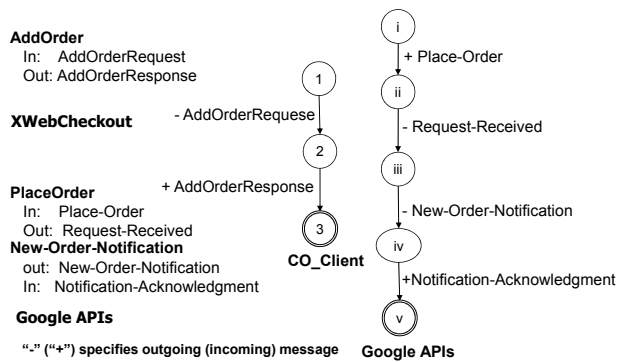 AddOrder
In: AddOrderRequest
Out: AddOrderResponse
XWebCheckout
PlaceOrder
In: Place-Order
Out: Request-Received
New-Order-Notification
out: New-Order-Notification
In: Notification-Acknowledgment
Google APIs
1
- AddOrderRequese
2
+ AddOrderResponse
3
CO_Client
i
+ Place-Order
ii
- Request-Received
iii
- New-Order-Notification
iv
+Notification-Acknowledgment
v
Google APIs
“-” (“+”) specifies outgoing (incoming) message